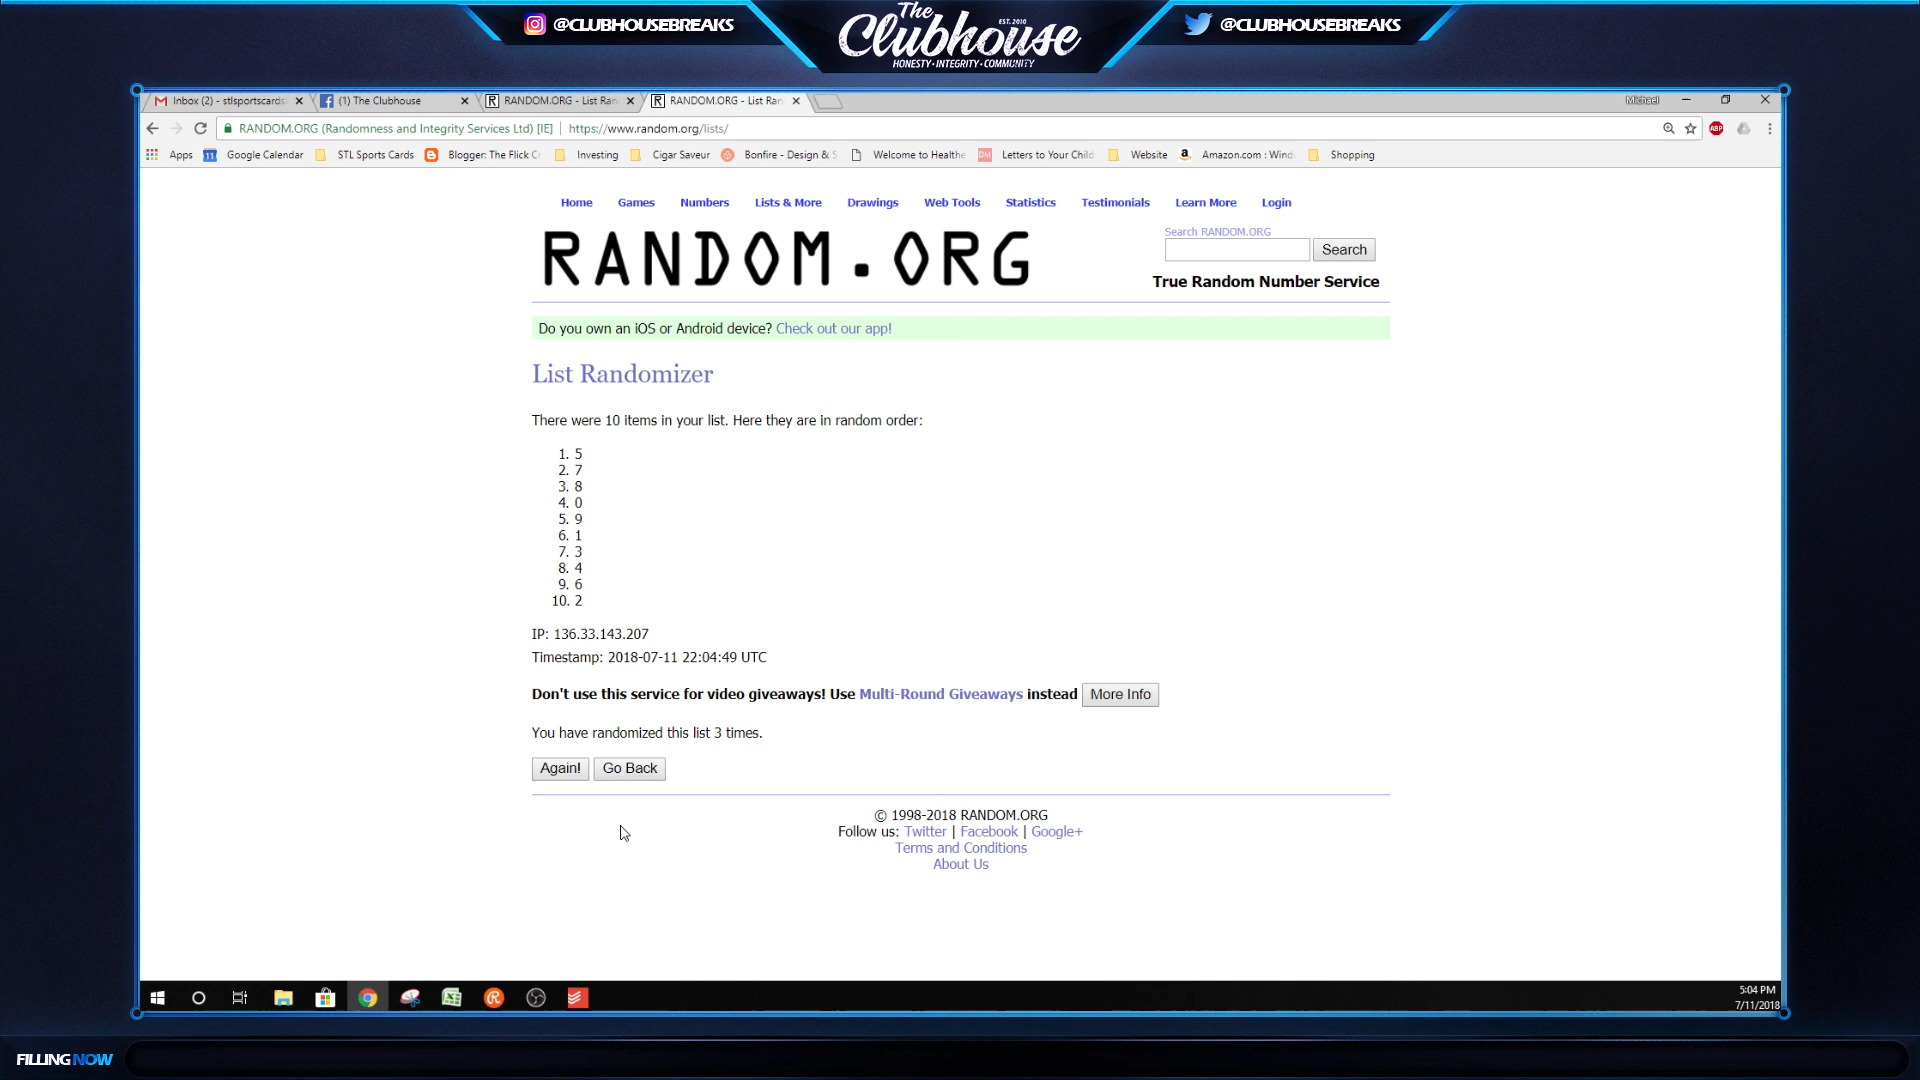 @CLUBHOUSEBREAKS
The Clubhouse
EST. 2010
HONESTY • INTEGRITY • COMMUNITY
@CLUBHOUSEBREAKS
Inbox (2) - stlsportscards
(1) The Clubhouse
RANDOM.ORG - List Ran
RANDOM.ORG - List Ran
Michael
RANDOM.ORG (Randomness and Integrity Services Ltd) [IE] | https://www.random.org/lists/
ABP
Apps
11 Google Calendar
STL Sports Cards
Blogger: The Flick C
Investing
Cigar Saveur
Bonfire - Design & S
Welcome to Healthe
DM Letters to Your Child
Website
a Amazon.com : Wind
Shopping
Home Games Numbers Lists & More Drawings Web Tools Statistics Testimonials Learn More Login
RANDOM.ORG
Search RANDOM.ORG
Search
True Random Number Service
Do you own an iOS or Android device? Check out our app!
List Randomizer
There were 10 items in your list. Here they are in random order:
1. 5
2. 7
3. 8
4. 0
5. 9
6. 1
7. 3
8. 4
9. 6
10. 2
IP: 136.33.143.207
Timestamp: 2018-07-11 22:04:49 UTC
Don't use this service for video giveaways! Use Multi-Round Giveaways instead More Info
You have randomized this list 3 times.
Again! Go Back
© 1998-2018 RANDOM.ORG
Follow us: Twitter | Facebook | Google+
Terms and Conditions
About Us
5:04 PM
7/11/2018
FILLING NOW